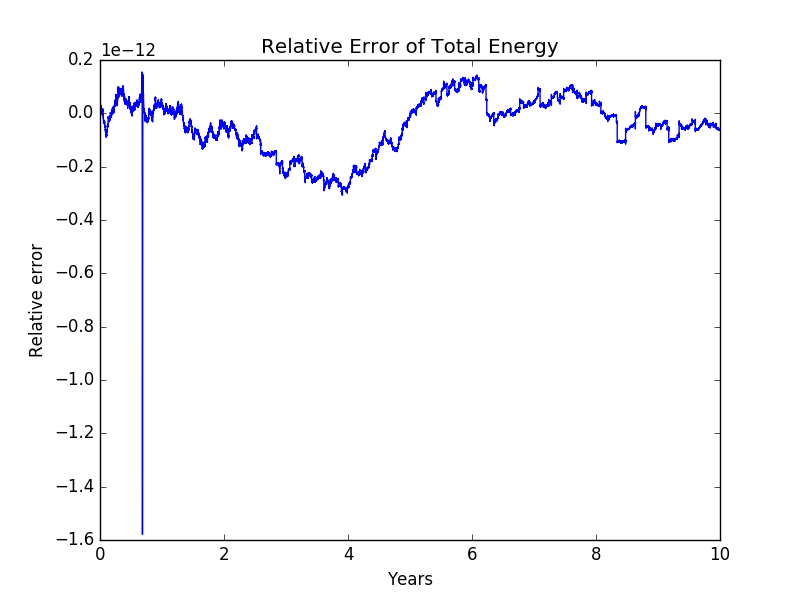 Relative Error of Total Energy
1e−12
0.2
0.0
−0.2
−0.4
−0.6
−0.8
−1.0
−1.2
−1.4
−1.6
Relative error
0 2 4 6 8 10
Years